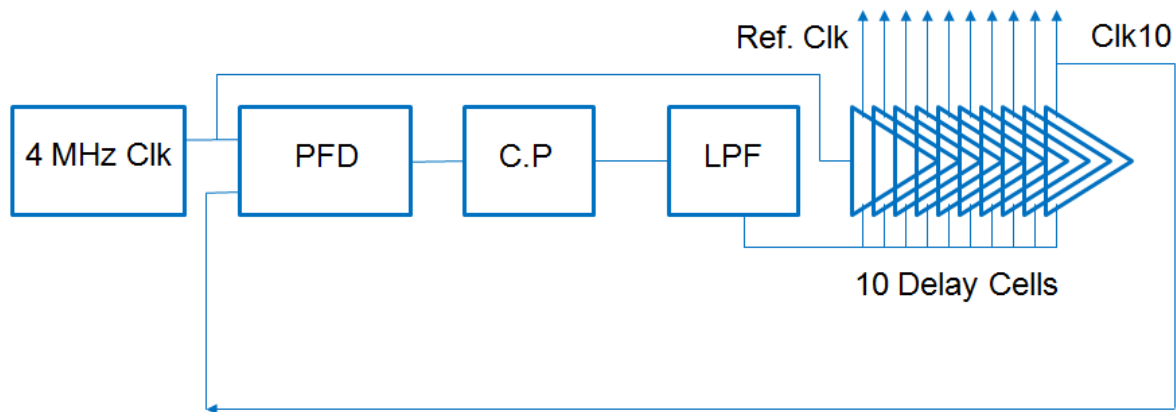 Ref. Clk
Clk10
4 MHz Clk
PFD
C.P
LPF
10 Delay Cells